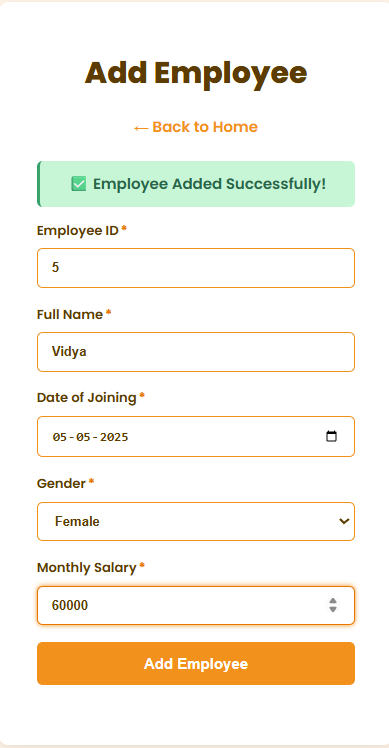 Add Employee
← Back to Home
✅ Employee Added Successfully!
Employee ID *
5
Full Name *
Vidya
Date of Joining *
05-05-2025
Gender *
Female
Monthly Salary *
60000
Add Employee